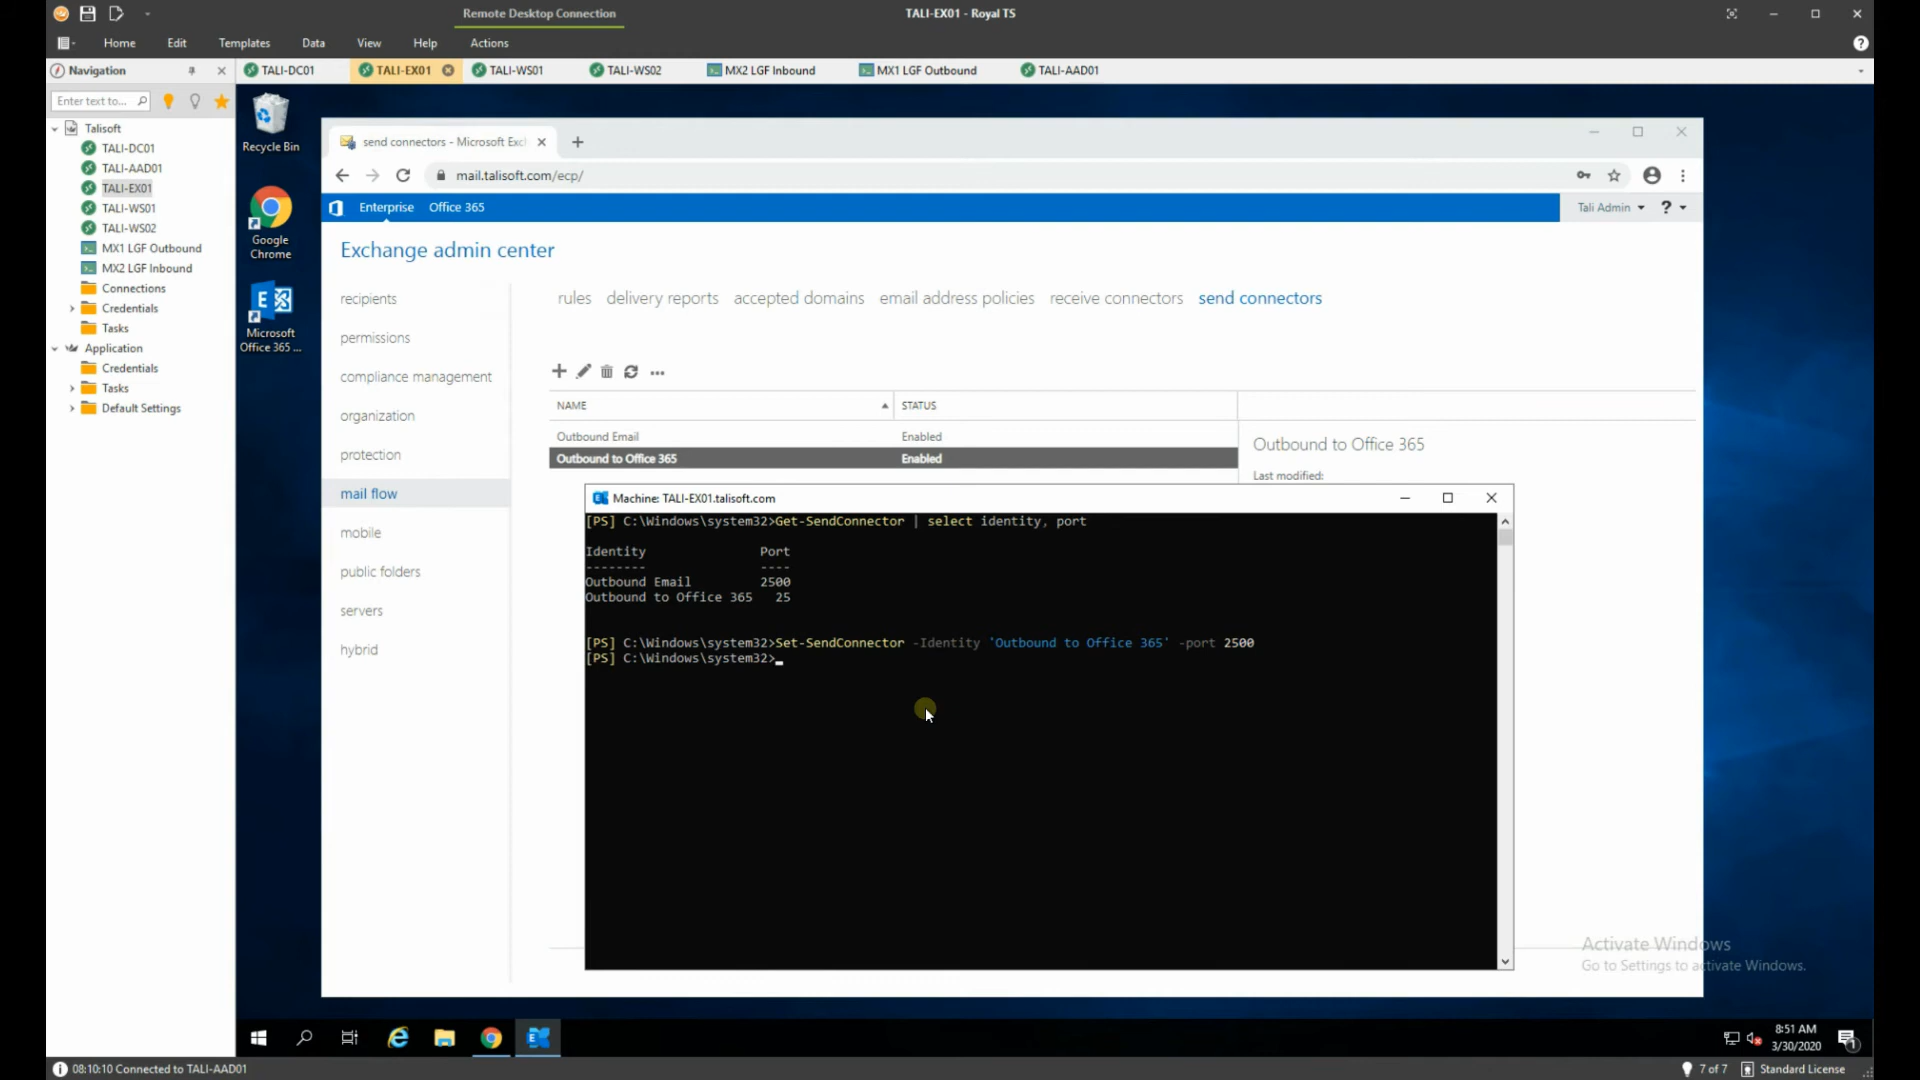 Remote Desktop Connection
TALI-EX01 - Royal TS
Home Edit Templates Data View Help Actions
Navigation
TALI-DC01 TALI-EX01 TALI-WS01 TALI-WS02 MX2 LGF Inbound MX1 LGF Outbound TALI-AAD01
Enter text to...
Talisoft
TALI-DC01
TALI-AAD01
TALI-EX01
TALI-WS01
TALI-WS02
MX1 LGF Outbound
MX2 LGF Inbound
Connections
Credentials
Tasks
Application
Credentials
Tasks
Default Settings
Recycle Bin
Google
Chrome
Microsoft
Office 365 ...
send connectors - Microsoft Exc
mail.talisoft.com/ecp/
Enterprise Office 365
Tali Admin ?
Exchange admin center
recipients
permissions
compliance management
organization
protection
mail flow
mobile
public folders
servers
hybrid
rules delivery reports accepted domains email address policies receive connectors send connectors
NAME STATUS
Outbound Email Enabled
Outbound to Office 365 Enabled
Outbound to Office 365
Last modified:
Machine: TALI-EX01.talisoft.com
[PS] C:\Windows\system32>Get-SendConnector | select identity, port
Identity Port
-------- ----
Outbound Email 2500
Outbound to Office 365 25
[PS] C:\Windows\system32>Set-SendConnector -Identity 'Outbound to Office 365' -port 2500
[PS] C:\Windows\system32>_
Activate Windows
Go to Settings to activate Windows.
8:51 AM
3/30/2020
1
08:10:10 Connected to TALI-AAD01
7 of 7 Standard License